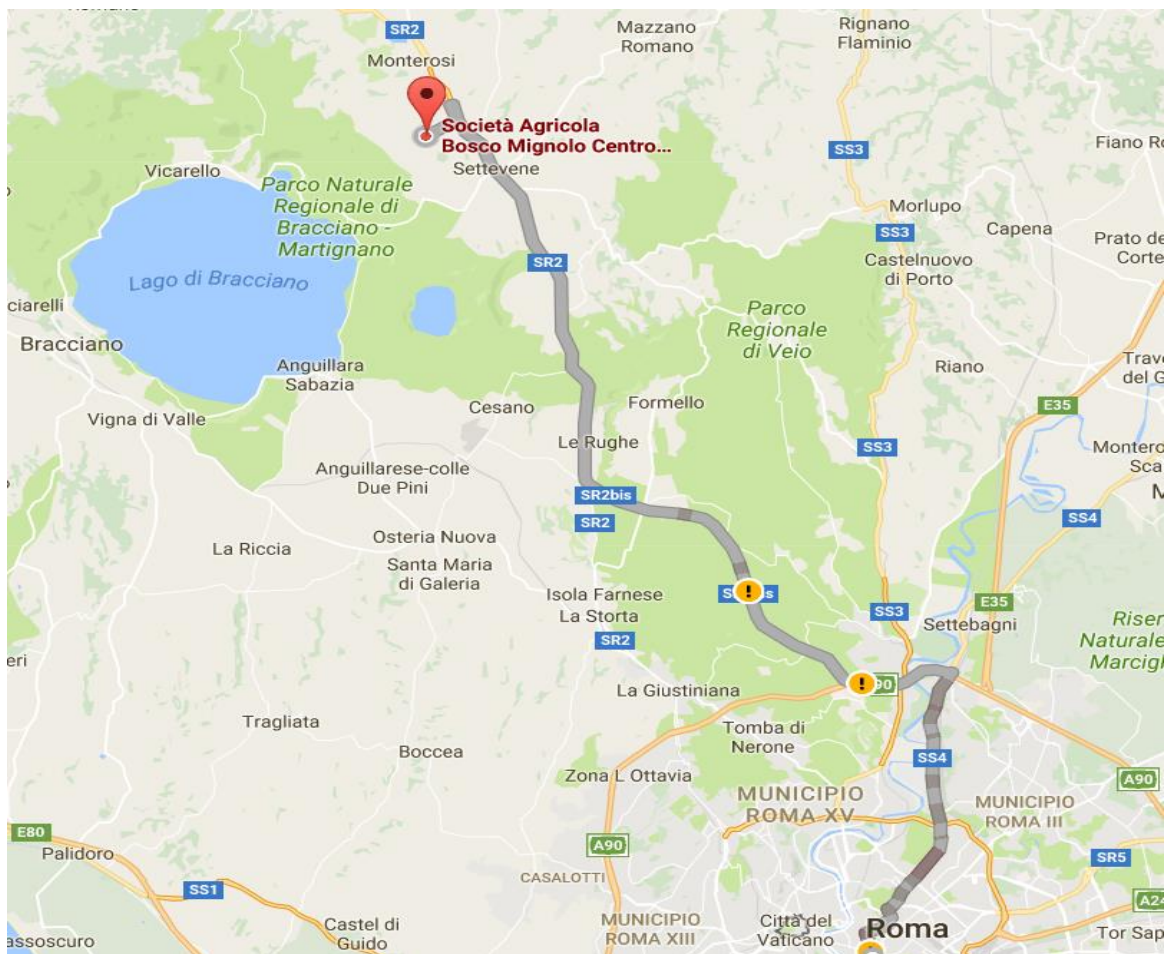 SR2
Monterosi
Mazzano
Romano
Rignano
Flaminio
Società Agricola
Bosco Mignolo Centro...
SS3
Fiano
Vicarello
Settevene
Parco Naturale
Regionale di
Bracciano -
Martignano
Morlupo
SS3
Capena
Prato de
Corte
Castelnuovo
di Porto
SR2
Lago di Bracciano
ciarelli
Bracciano
Parco
Regionale
di Veio
Anguillara
Sabazia
Riano
Trave
del G
E35
Cesano
Formello
Vigna di Valle
Le Rughe
SS3
Montero
Sca
M
Anguillarese-colle
Due Pini
SR2bis
SR2
SS4
La Riccia
Osteria Nuova
Santa Maria
di Galeria
Isola Farnese
La Storta
SR2
SS3
E35
Settebagni
Riser
Naturale
Marcigl
eri
La Giustiniana
90
Tragliata
Boccea
Tomba di
Nerone
SS4
Zona L Ottavia
A90
MUNICIPIO
ROMA XV
MUNICIPIO
ROMA III
E80
Palidoro
A90
SR5
CASALOTTI
SS1
A24
Castel di
Guido
MUNICIPIO
ROMA XIII
Città del
Vaticano
Roma
Tor Sap
assoscuro